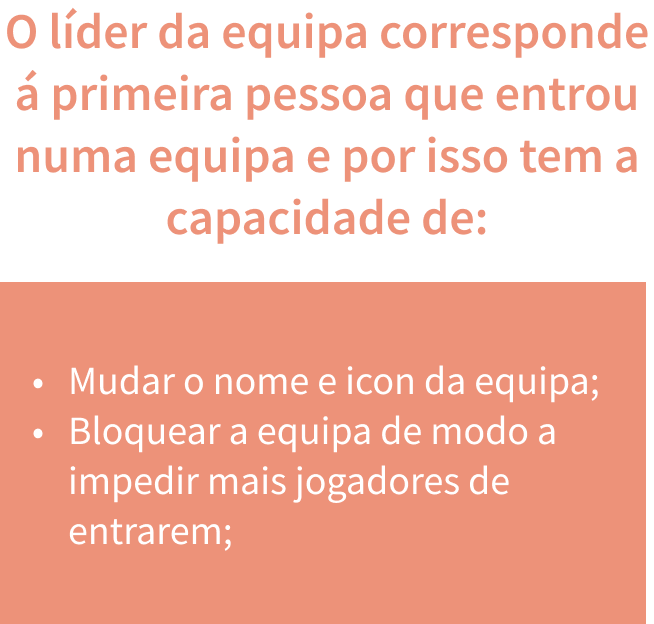 O líder da equipa corresponde
á primeira pessoa que entrou
numa equipa e por isso tem a
capacidade de:
• Mudar o nome e icon da equipa;
• Bloquear a equipa de modo a
impedir mais jogadores de
entrarem;